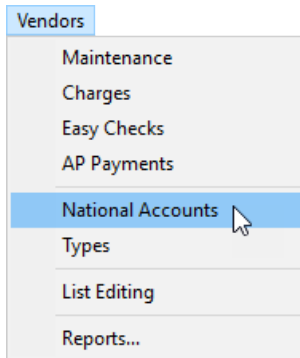 Vendors
Maintenance
Charges
Easy Checks
AP Payments
National Accounts
Types
List Editing
Reports...